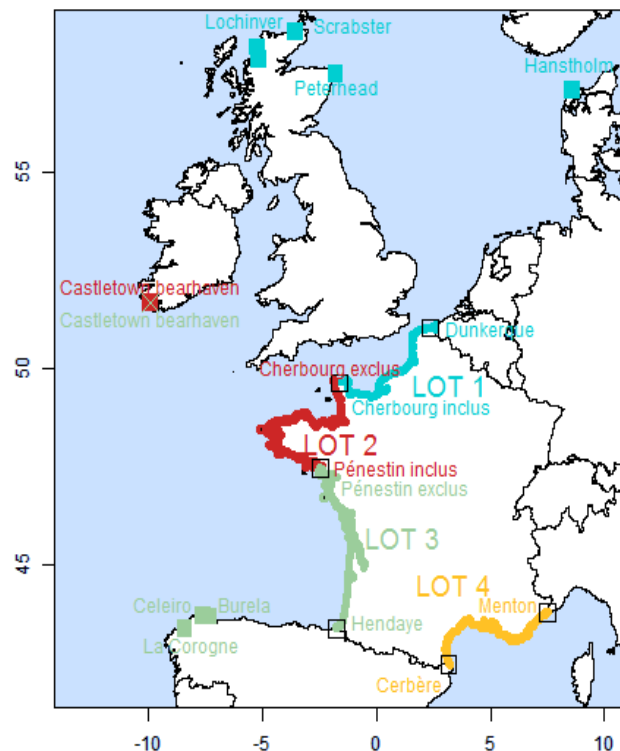 Lochinver
Scrabster
Peterhead
Hanstholm
55
Castletown bearhaven
Castletown bearhaven
Dunkerque
50
Cherbourg exclus
LOT 1
Cherbourg inclus
LOT 2
Pénestin inclus
Pénestin exclus
LOT 3
45
LOT 4
Celeiro
Burela
Menton
La Corogne
Hendaye
Cerbère
-10
-5
0
5
10